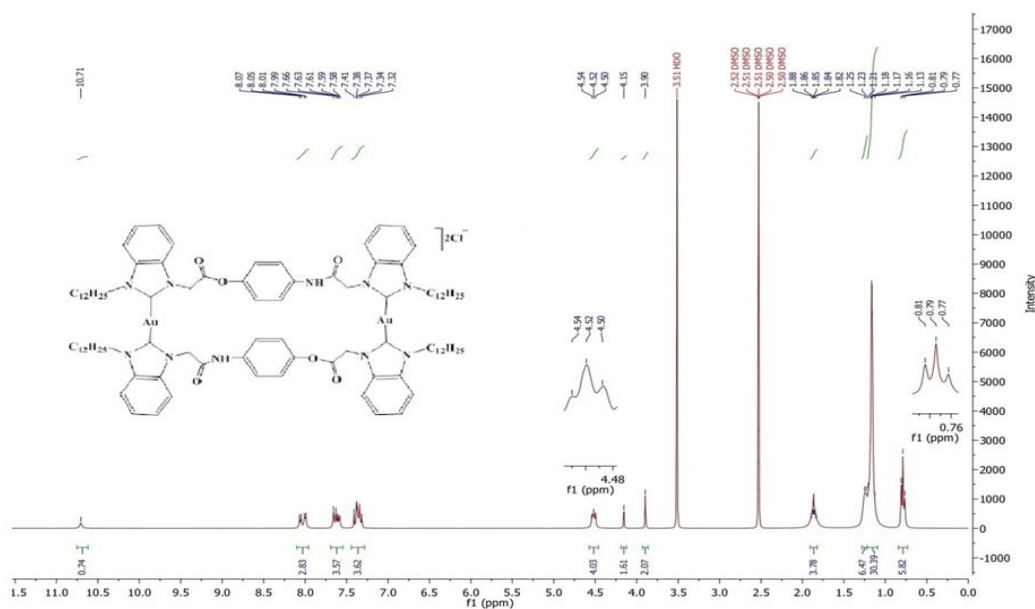 10.71
8.07
8.05
8.01
7.99
7.66
7.63
7.61
7.59
7.58
7.41
7.38
7.37
7.34
7.32
4.54
4.52
4.50
4.15
3.90
3.51 HDO
2.52 DMSO
2.51 DMSO
2.51 DMSO
2.50 DMSO
2.50 DMSO
1.88
1.86
1.85
1.84
1.82
1.25
1.23
1.21
1.18
1.17
1.16
1.13
0.81
0.79
0.77
17000
16000
15000
14000
13000
12000
11000
10000
9000
8000
7000
6000
5000
4000
3000
2000
1000
0
-1000
Intensity
2Cl⁻
O
O
N
N
O
NH
N
N
C₁₂H₂₅
C₁₂H₂₅
Au
Au
C₁₂H₂₅
N
N
NH
O
N
N
C₁₂H₂₅
O
O
4.54
4.52
4.50
4.48
f1 (ppm)
0.81
0.79
0.77
0.76
f1 (ppm)
0.74
2.83
3.57
3.62
4.03
1.61
2.07
3.78
6.47
30.39
5.82
11.5 11.0 10.5 10.0 9.5 9.0 8.5 8.0 7.5 7.0 6.5 6.0 5.5 5.0 4.5 4.0 3.5 3.0 2.5 2.0 1.5 1.0 0.5 0.0
f1 (ppm)